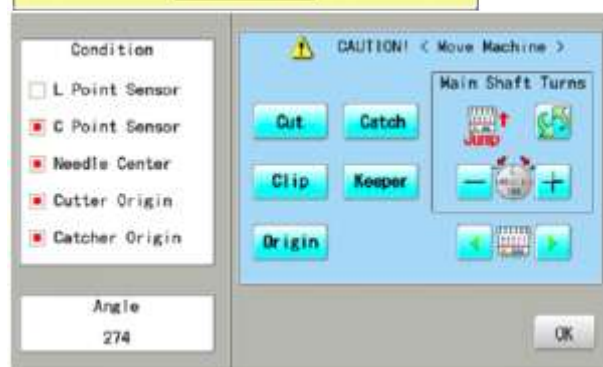 Condition
L Point Sensor
C Point Sensor
Needle Center
Cutter Origin
Catcher Origin
Angle
274
CAUTION! < Move Machine >
Main Shaft Turns
Cut
Catch
Jump
Clip
Keeper
Origin
OK